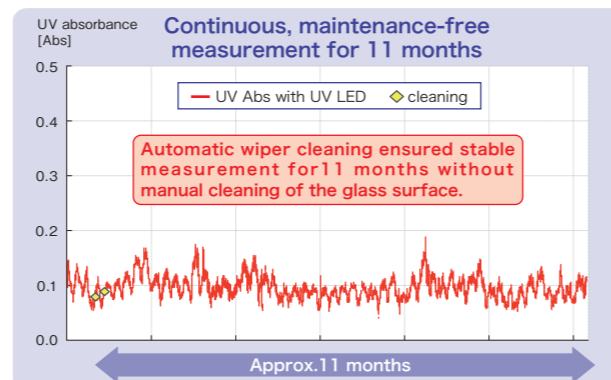 UV absorbance
[Abs]
Continuous, maintenance-free
measurement for 11 months
0.5
UV Abs with UV LED
cleaning
0.4
Automatic wiper cleaning ensured stable
measurement for11 months without
manual cleaning of the glass surface.
0.3
0.2
0.1
0.0
Approx.11 months